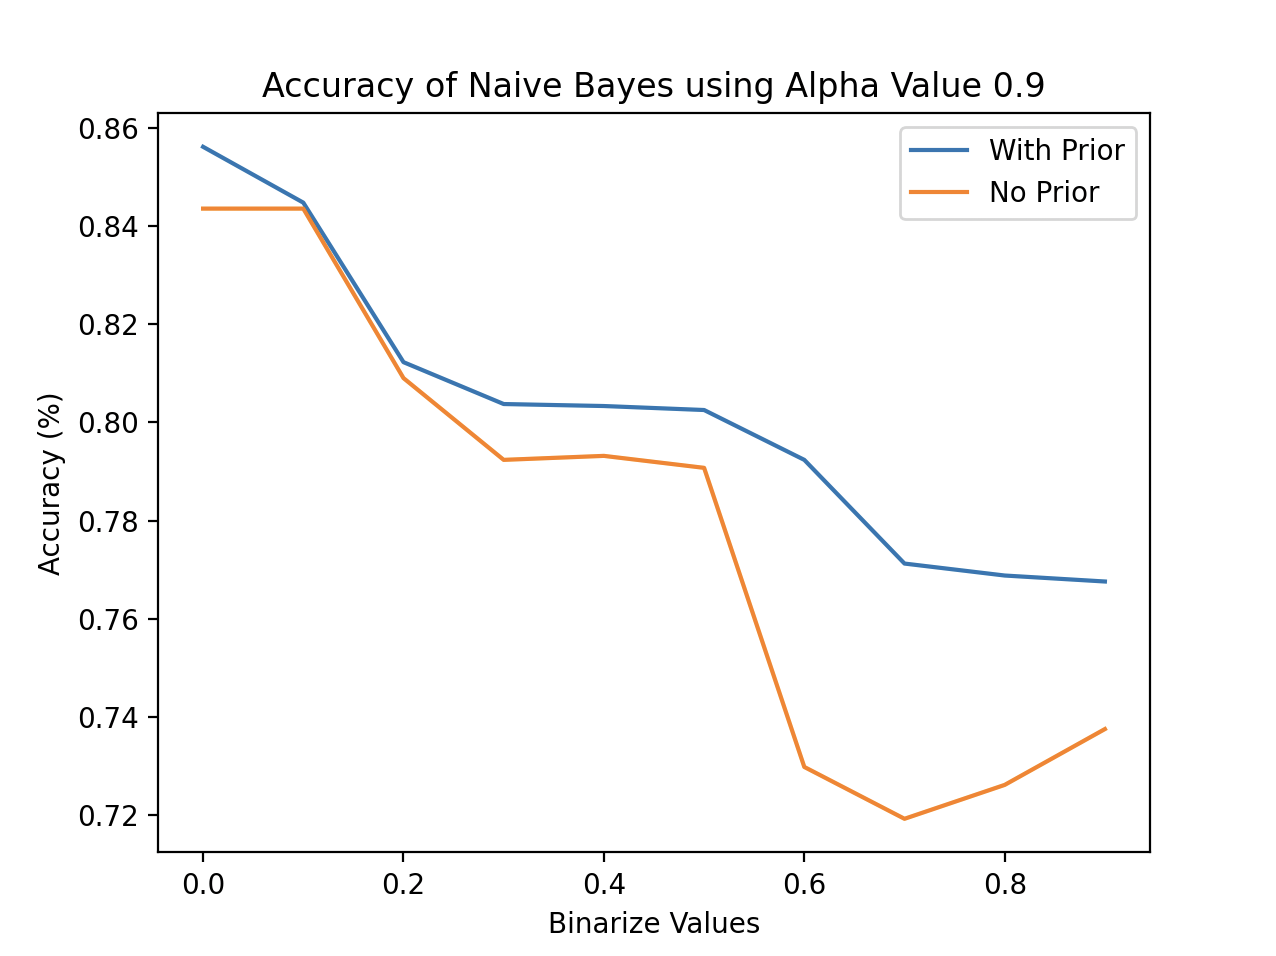 Accuracy of Naive Bayes using Alpha Value 0.9
With Prior
No Prior
Accuracy (%)
0.86
0.84
0.82
0.80
0.78
0.76
0.74
0.72
0.0 0.2 0.4 0.6 0.8
Binarize Values